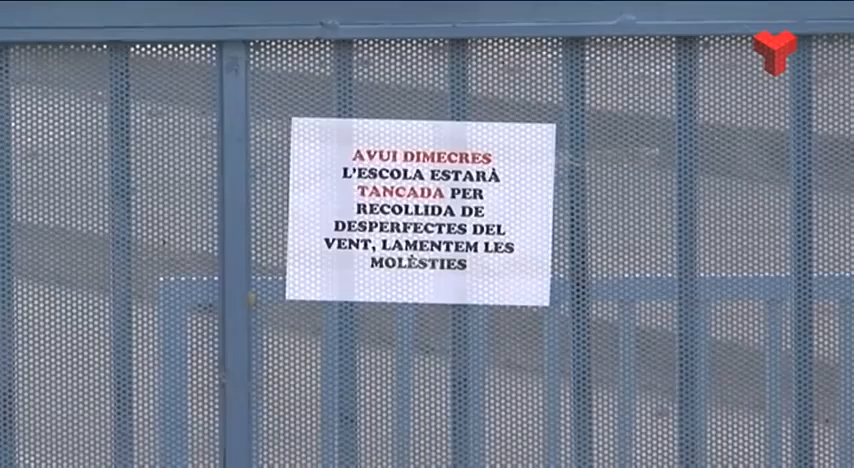 AVUI DIMECRES
L'ESCOLA ESTARÀ
TANCADA PER
RECOLLIDA DE
DESPERFECTES DEL
VENT, LAMENTEM LES
MOLÈSTIES